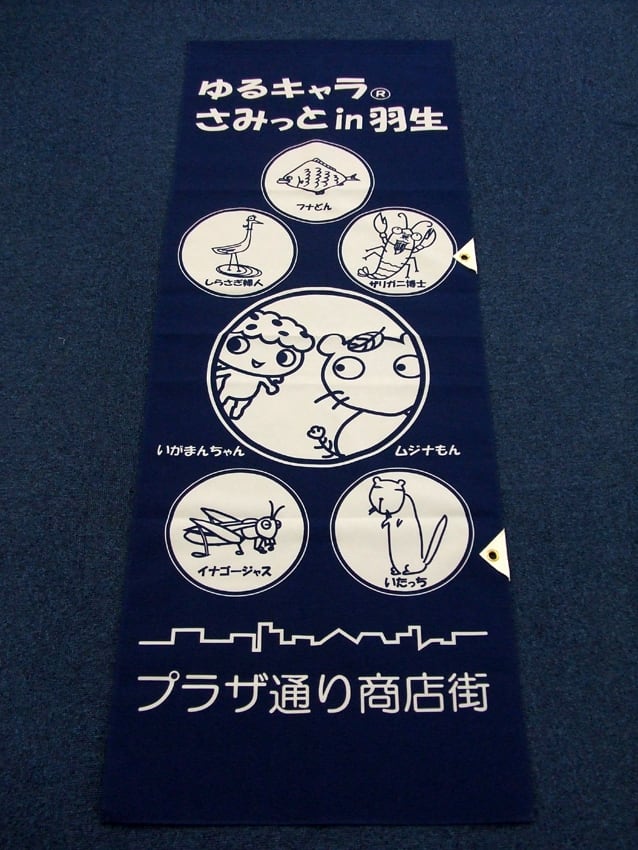 ゆるキャラ®
さみっとin羽生
フナどん
しらさぎ婦人
ザリガニ博士
いがまんちゃん
ムジナもん
イナゴージャス
いたっち
プラザ通り商店街